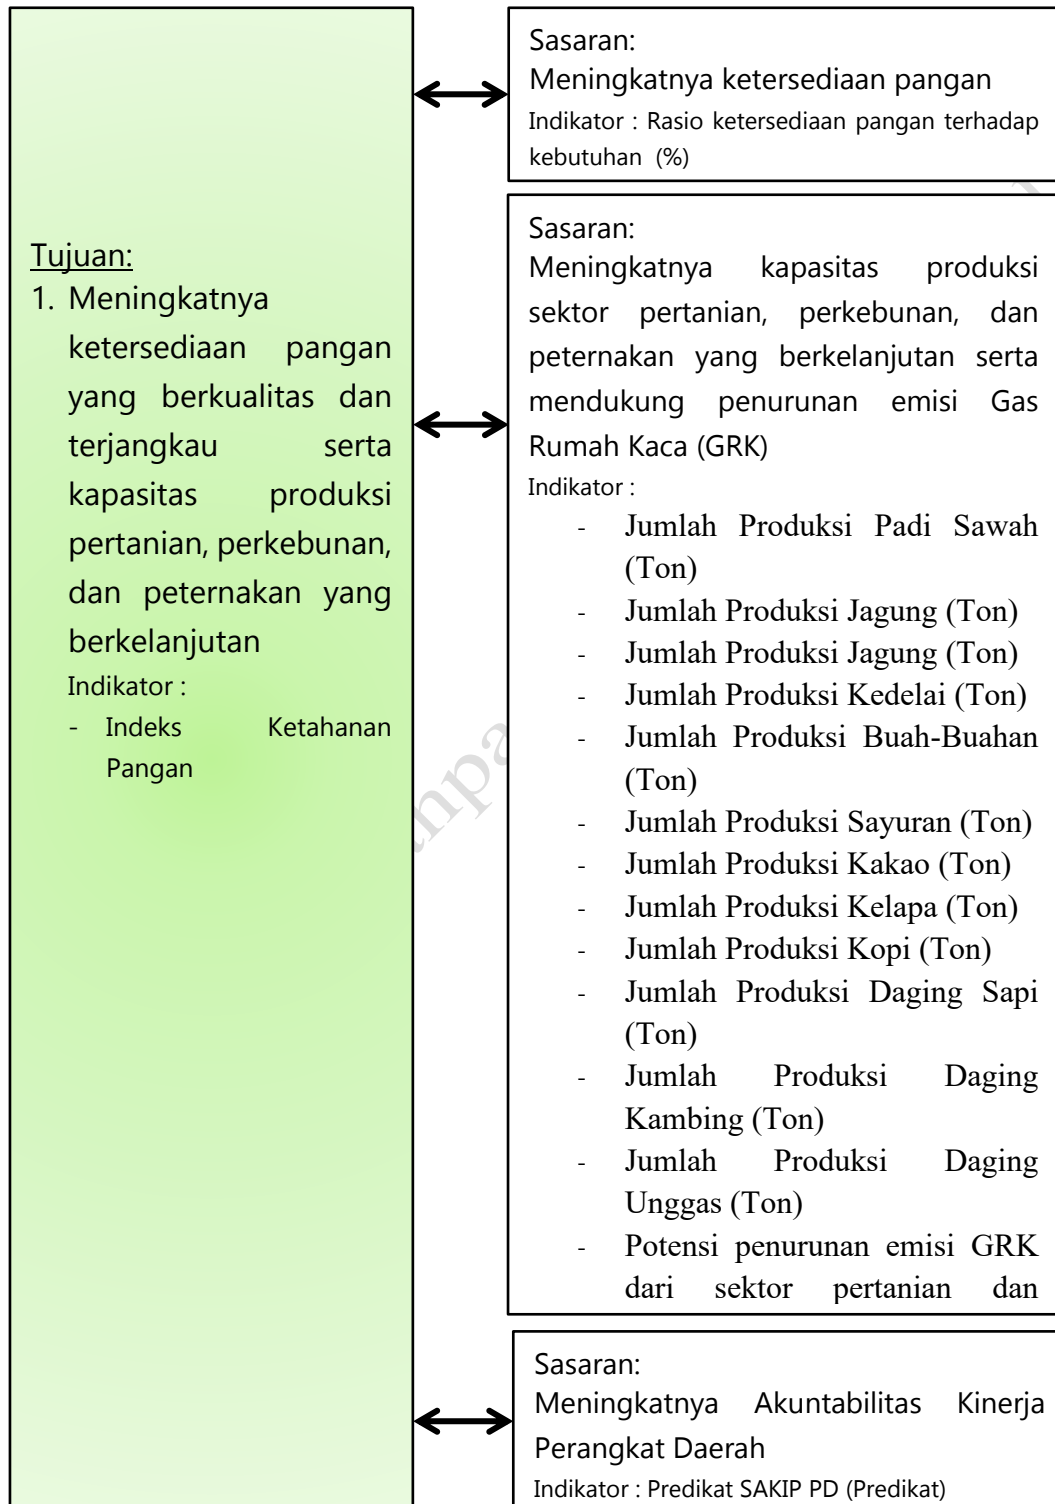 Tujuan:
1. Meningkatnya
ketersediaan pangan
yang berkualitas dan
terjangkau serta
kapasitas produksi
pertanian, perkebunan,
dan peternakan yang
berkelanjutan
Indikator :
- Indeks Ketahanan
Pangan
Sasaran:
Meningkatnya ketersediaan pangan
Indikator : Rasio ketersediaan pangan terhadap
kebutuhan (%)
Sasaran:
Meningkatnya kapasitas produksi
sektor pertanian, perkebunan, dan
peternakan yang berkelanjutan serta
mendukung penurunan emisi Gas
Rumah Kaca (GRK)
Indikator :
- Jumlah Produksi Padi Sawah
(Ton)
- Jumlah Produksi Jagung (Ton)
- Jumlah Produksi Jagung (Ton)
- Jumlah Produksi Kedelai (Ton)
- Jumlah Produksi Buah-Buahan
(Ton)
- Jumlah Produksi Sayuran (Ton)
- Jumlah Produksi Kakao (Ton)
- Jumlah Produksi Kelapa (Ton)
- Jumlah Produksi Kopi (Ton)
- Jumlah Produksi Daging Sapi
(Ton)
- Jumlah Produksi Daging
Kambing (Ton)
- Jumlah Produksi Daging
Unggas (Ton)
- Potensi penurunan emisi GRK
dari sektor pertanian dan
Sasaran:
Meningkatnya Akuntabilitas Kinerja
Perangkat Daerah
Indikator : Predikat SAKIP PD (Predikat)